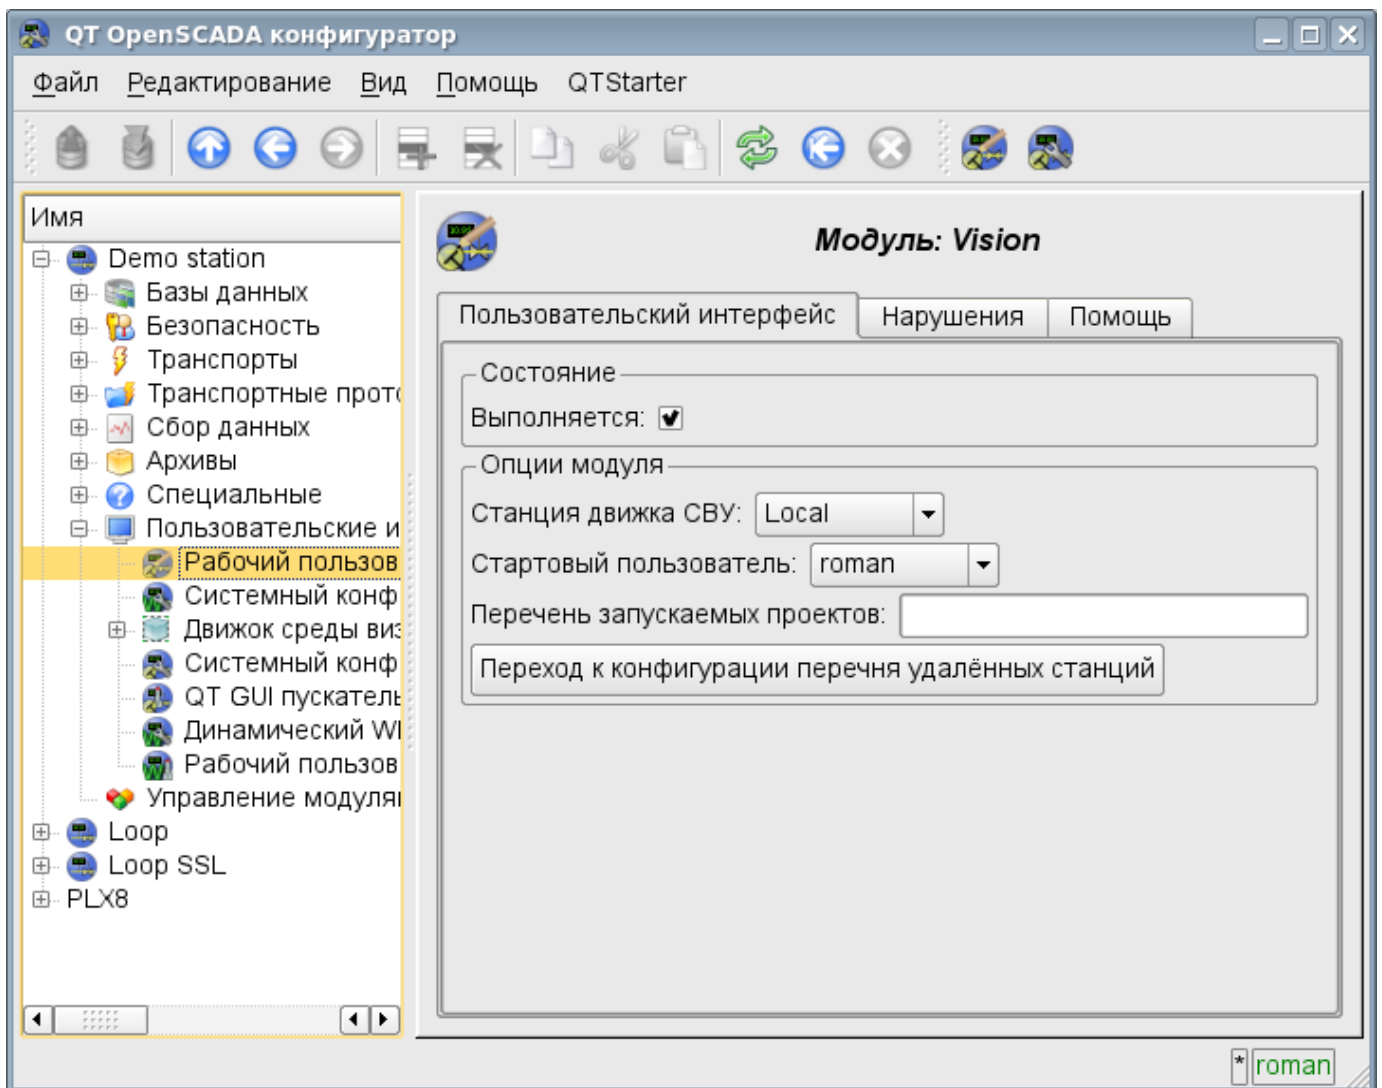 QT OpenSCADA конфигуратор
Файл Редактирование Вид Помощь QTStarter
Имя
Demo station
Базы данных
Безопасность
Транспорты
Транспортные прото
Сбор данных
Архивы
Специальные
Пользовательские и
Рабочий пользов
Системный конф
Движок среды виз
Системный конф
QT GUI пускатель
Динамический WI
Рабочий пользов
Управление модуля
Loop
Loop SSL
PLX8
Модуль: Vision
Пользовательский интерфейс Нарушения Помощь
Состояние
Выполняется:
Опции модуля
Станция движка СВУ: Local
Стартовый пользователь: roman
Перечень запускаемых проектов:
Переход к конфигурации перечня удалённых станций
* roman